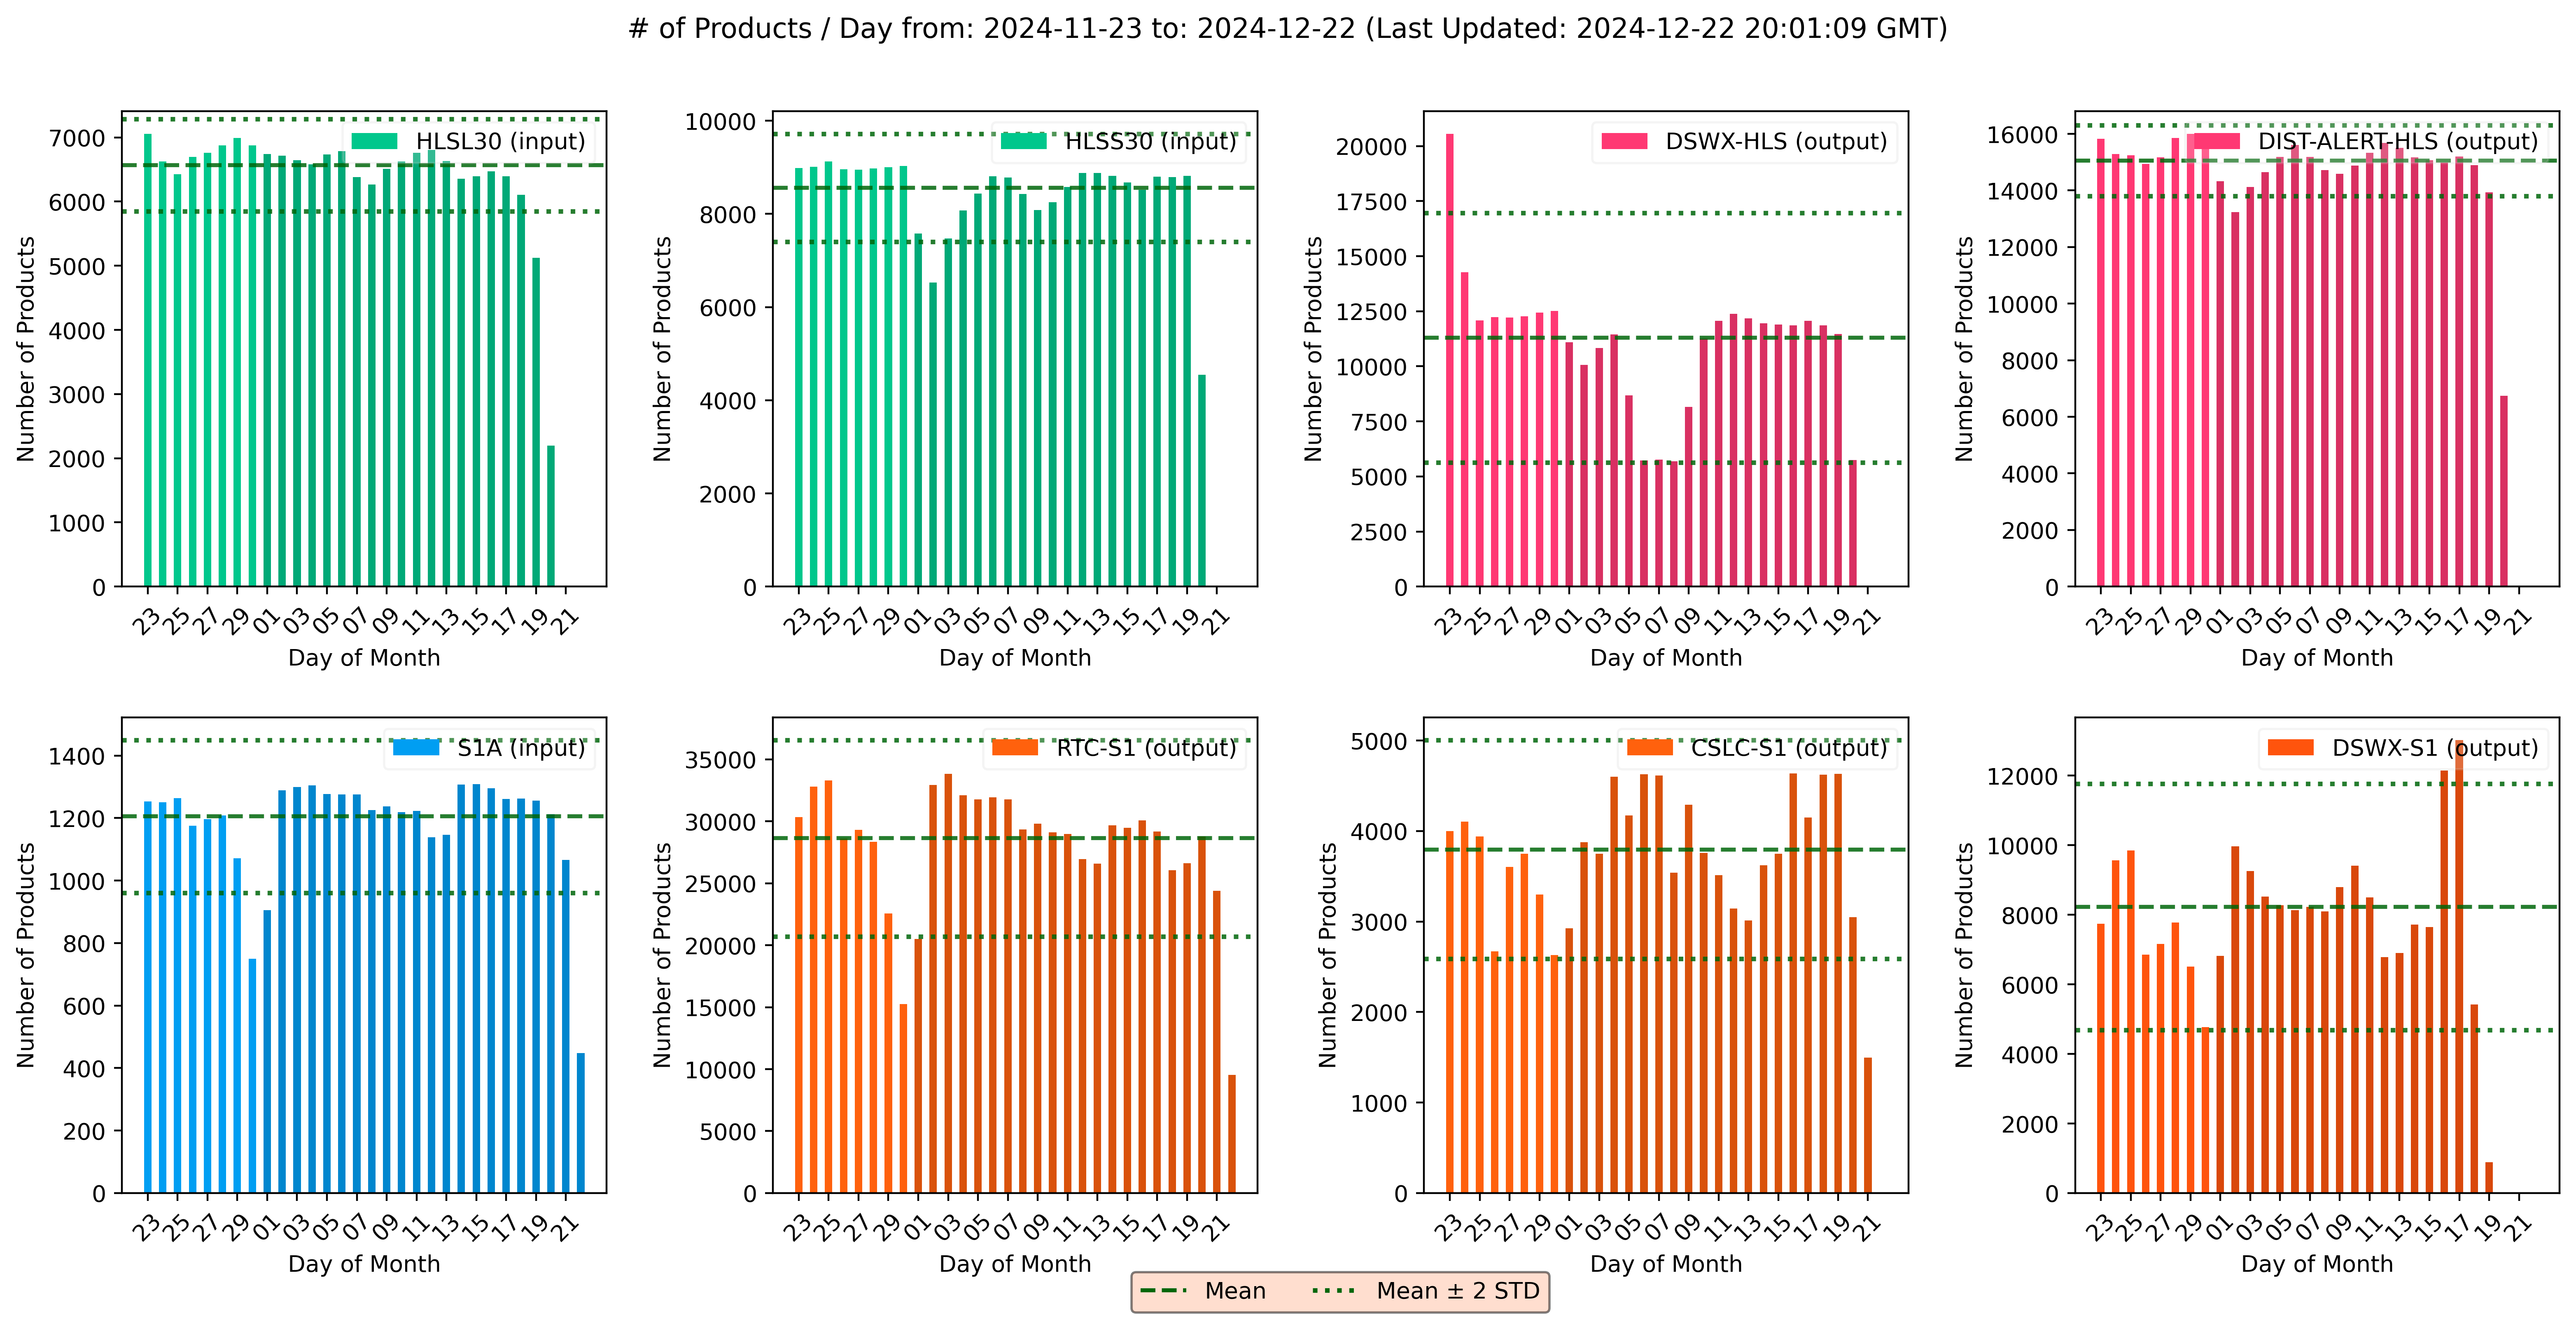 # of Products / Day from: 2024-11-23 to: 2024-12-22 (Last Updated: 2024-12-22 20:01:09 GMT)
HLSL30 (input)
Number of Products
7000
6000
5000
4000
3000
2000
1000
0
23 25 27 29 01 03 05 07 09 11 13 15 17 19 21
Day of Month
HLSS30 (input)
Number of Products
10000
8000
6000
4000
2000
0
23 25 27 29 01 03 05 07 09 11 13 15 17 19 21
Day of Month
DSWX-HLS (output)
Number of Products
20000
17500
15000
12500
10000
7500
5000
2500
0
23 25 27 29 01 03 05 07 09 11 13 15 17 19 21
Day of Month
DIST-ALERT-HLS (output)
Number of Products
16000
14000
12000
10000
8000
6000
4000
2000
0
23 25 27 29 01 03 05 07 09 11 13 15 17 19 21
Day of Month
S1A (input)
Number of Products
1400
1200
1000
800
600
400
200
0
23 25 27 29 01 03 05 07 09 11 13 15 17 19 21
Day of Month
RTC-S1 (output)
Number of Products
35000
30000
25000
20000
15000
10000
5000
0
23 25 27 29 01 03 05 07 09 11 13 15 17 19 21
Day of Month
CSLC-S1 (output)
Number of Products
5000
4000
3000
2000
1000
0
23 25 27 29 01 03 05 07 09 11 13 15 17 19 21
Day of Month
DSWX-S1 (output)
Number of Products
12000
10000
8000
6000
4000
2000
0
23 25 27 29 01 03 05 07 09 11 13 15 17 19 21
Day of Month
Mean
Mean ± 2 STD